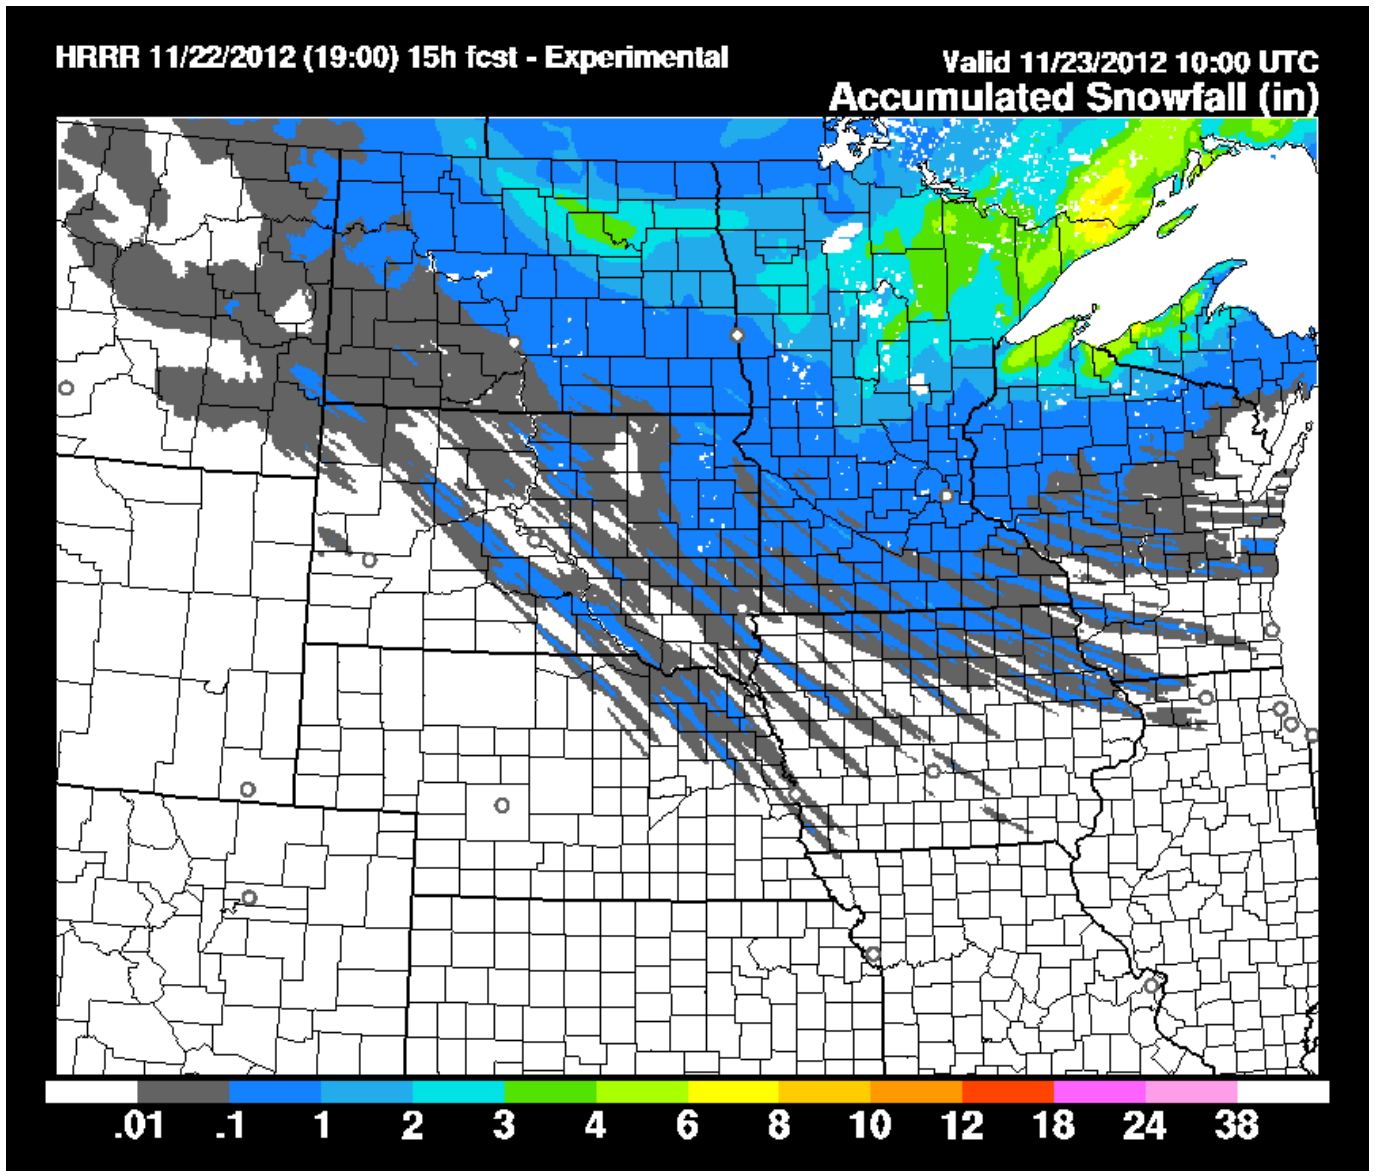 HRRR 11/22/2012 (19:00) 15h fcst - Experimental
Valid 11/23/2012 10:00 UTC
Accumulated Snowfall (in)
.01 .1 1 2 3 4 6 8 10 12 18 24 38